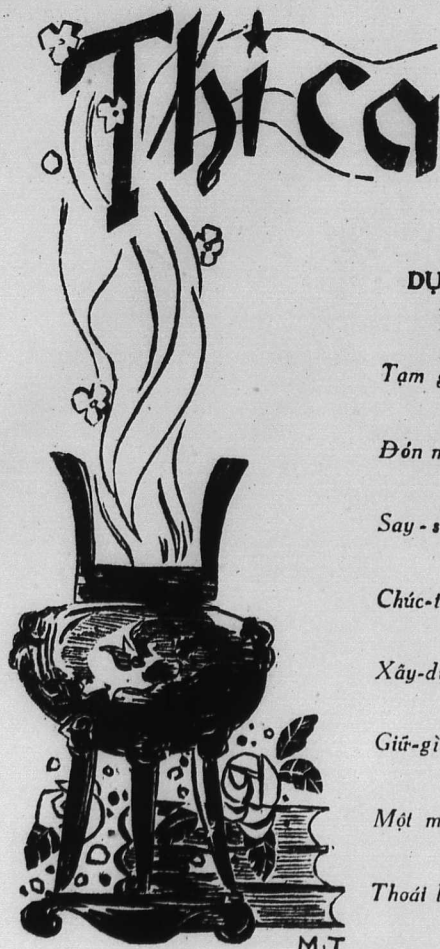 Thi ca
DỤ
Tạm g
Đón n
Say-s
Chúc-t
Xây-d
Giữ-gì
Một m
Thoát l
M.T